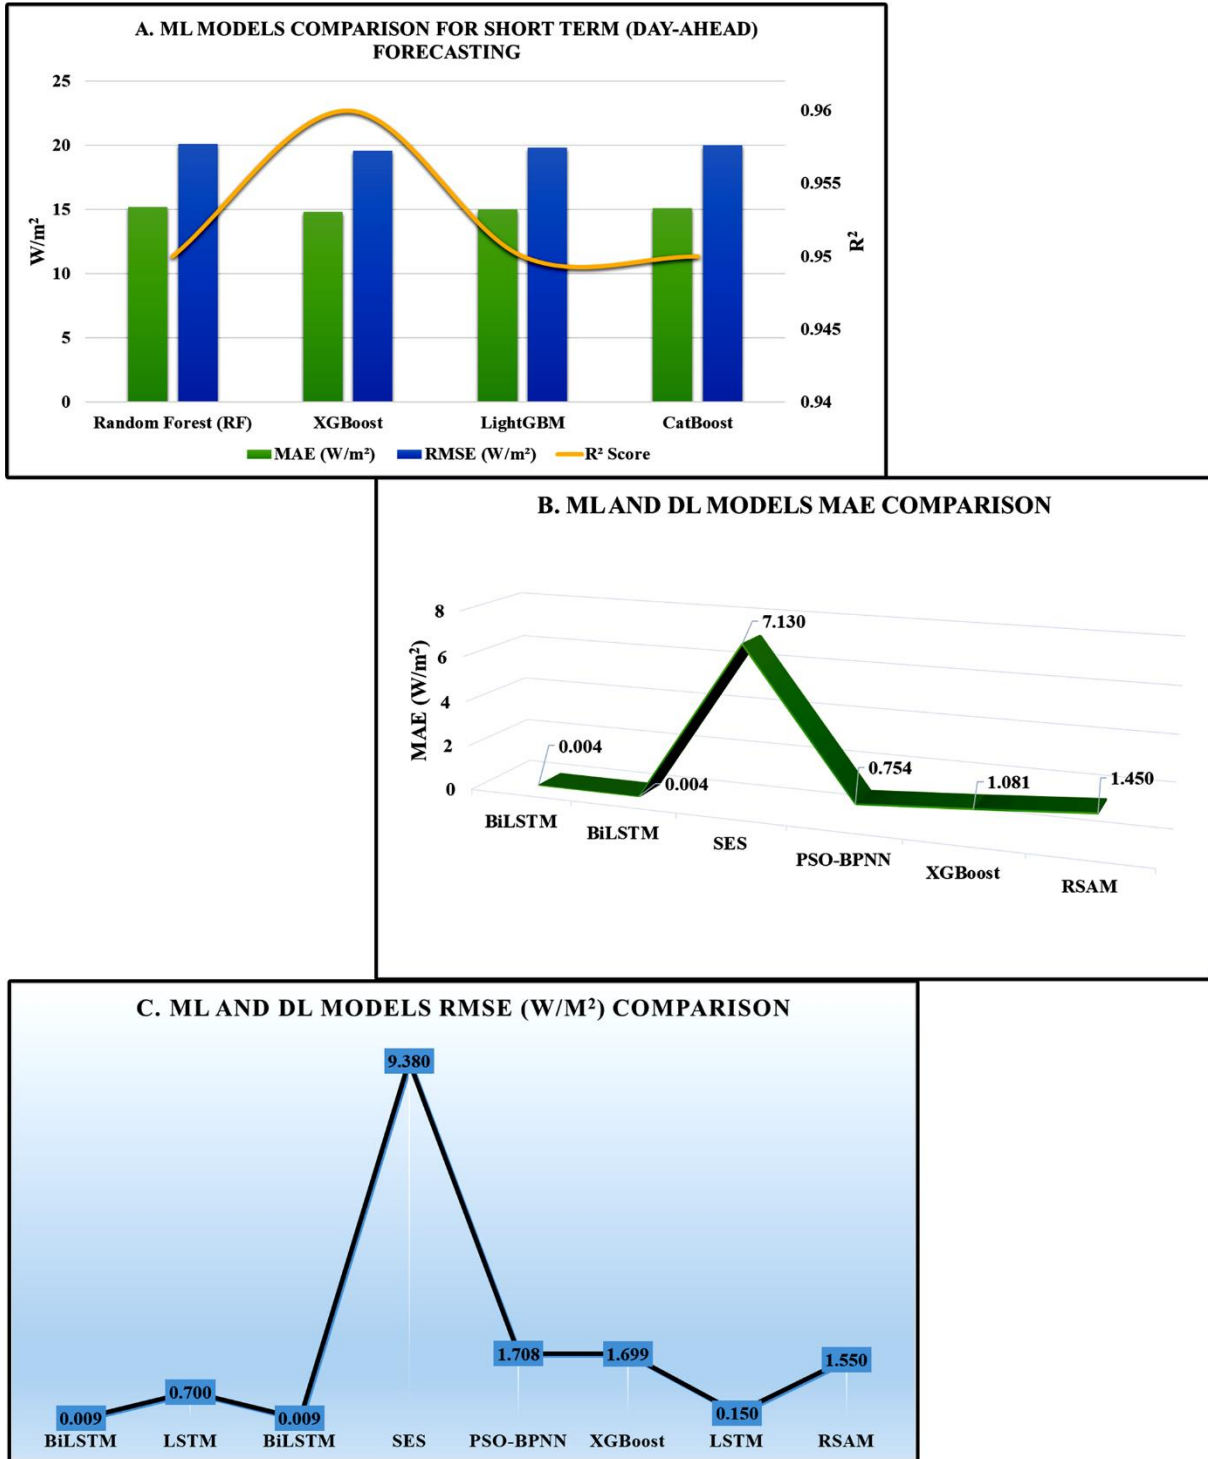 A. ML MODELS COMPARISON FOR SHORT TERM (DAY-AHEAD)
FORECASTING
25
20
15
10
5
0
W/m²
0.96
0.955
0.95
0.945
0.94
R²
Random Forest (RF) XGBoost LightGBM CatBoost
MAE (W/m²) RMSE (W/m²) R² Score
B. ML AND DL MODELS MAE COMPARISON
8
6
4
2
0
MAE (W/m²)
0.004
0.004
7.130
0.754
1.081
1.450
BiLSTM
BiLSTM
SES
PSO-BPNN
XGBoost
RSAM
C. ML AND DL MODELS RMSE (W/M²) COMPARISON
0.009
0.700
0.009
9.380
1.708
1.699
0.150
1.550
BiLSTM LSTM BiLSTM SES PSO-BPNN XGBoost LSTM RSAM